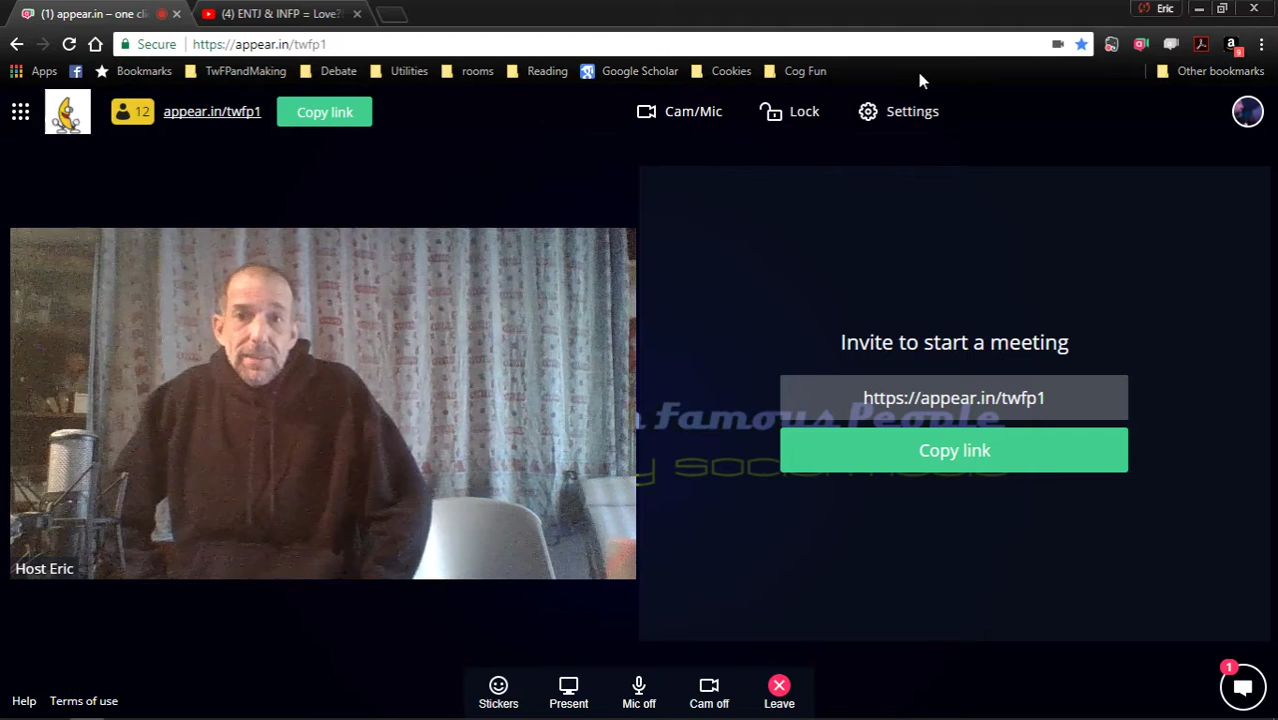 (1) appear.in – one cli
(4) ENTJ & INFP = Love?!
Eric
Secure
https://appear.in/twfp1
9
Apps
Bookmarks
TwFPandMaking
Debate
Utilities
rooms
Reading
Google Scholar
Cookies
Cog Fun
Other bookmarks
12
appear.in/twfp1
Copy link
Cam/Mic
Lock
Settings
Invite to start a meeting
https://appear.in/twfp1
Famous People
Copy link
Host Eric
Stickers
Present
Mic off
Cam off
Leave
1
Help
Terms of use